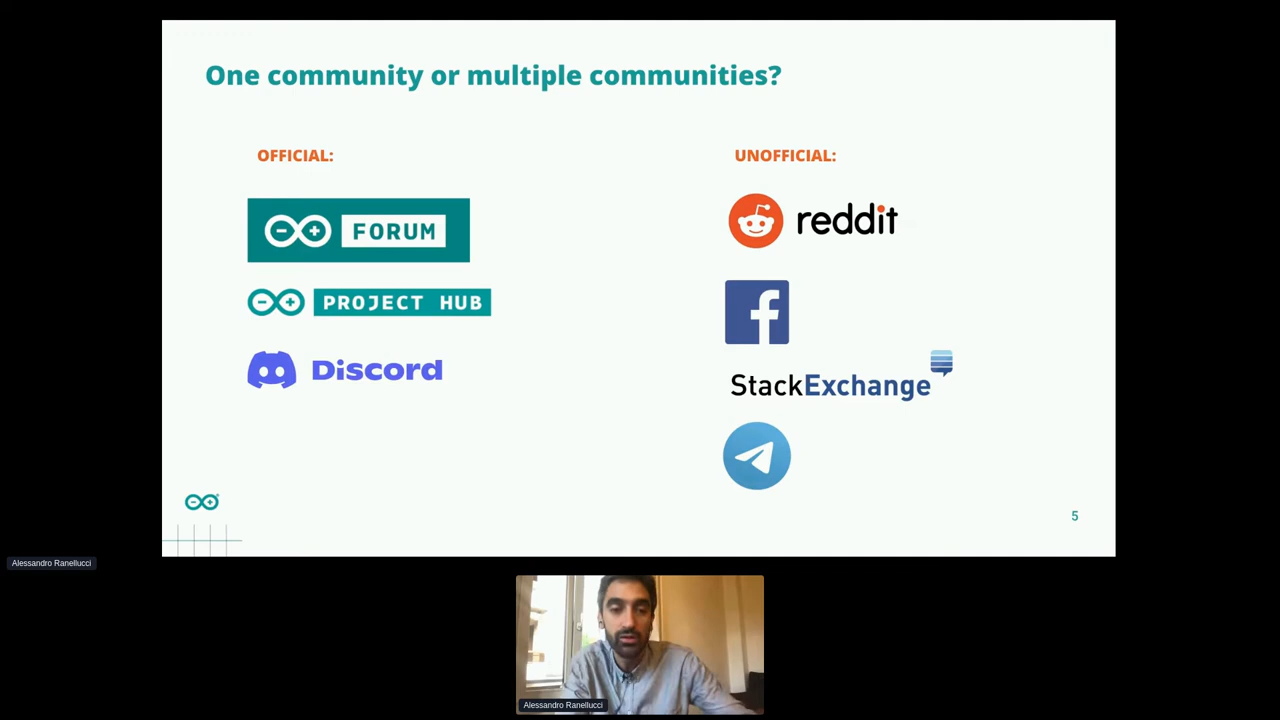 One community or multiple communities?
OFFICIAL:
FORUM
PROJECT HUB
Discord
UNOFFICIAL:
reddit
StackExchange
5
Alessandro Ranellucci
Alessandro Ranellucci